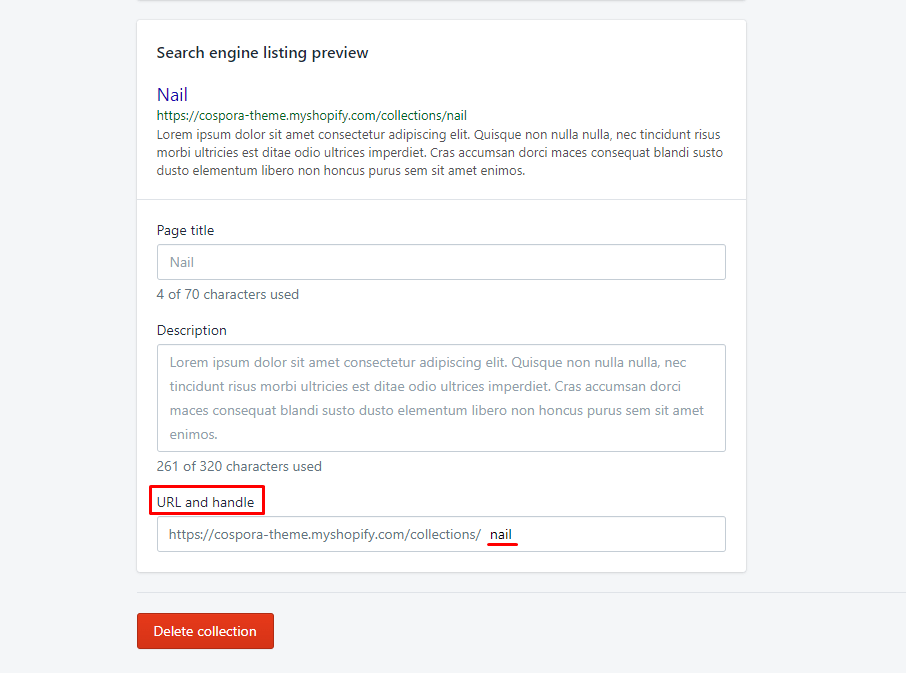 Search engine listing preview
Nail
https://cospora-theme.myshopify.com/collections/nail
Lorem ipsum dolor sit amet consectetur adipiscing elit. Quisque non nulla nulla, nec tincidunt risus
morbi ultricies est ditae odio ultrices imperdiet. Cras accumsan dorci maces consequat blandi susto
dusto elementum libero non honcus purus sem sit amet enimos.
Page title
Nail
4 of 70 characters used
Description
Lorem ipsum dolor sit amet consectetur adipiscing elit. Quisque non nulla nulla, nec
tincidunt risus morbi ultricies est ditae odio ultrices imperdiet. Cras accumsan dorci
maces consequat blandi susto dusto elementum libero non honcus purus sem sit amet
enimos.
261 of 320 characters used
URL and handle
https://cospora-theme.myshopify.com/collections/ nail
Delete collection